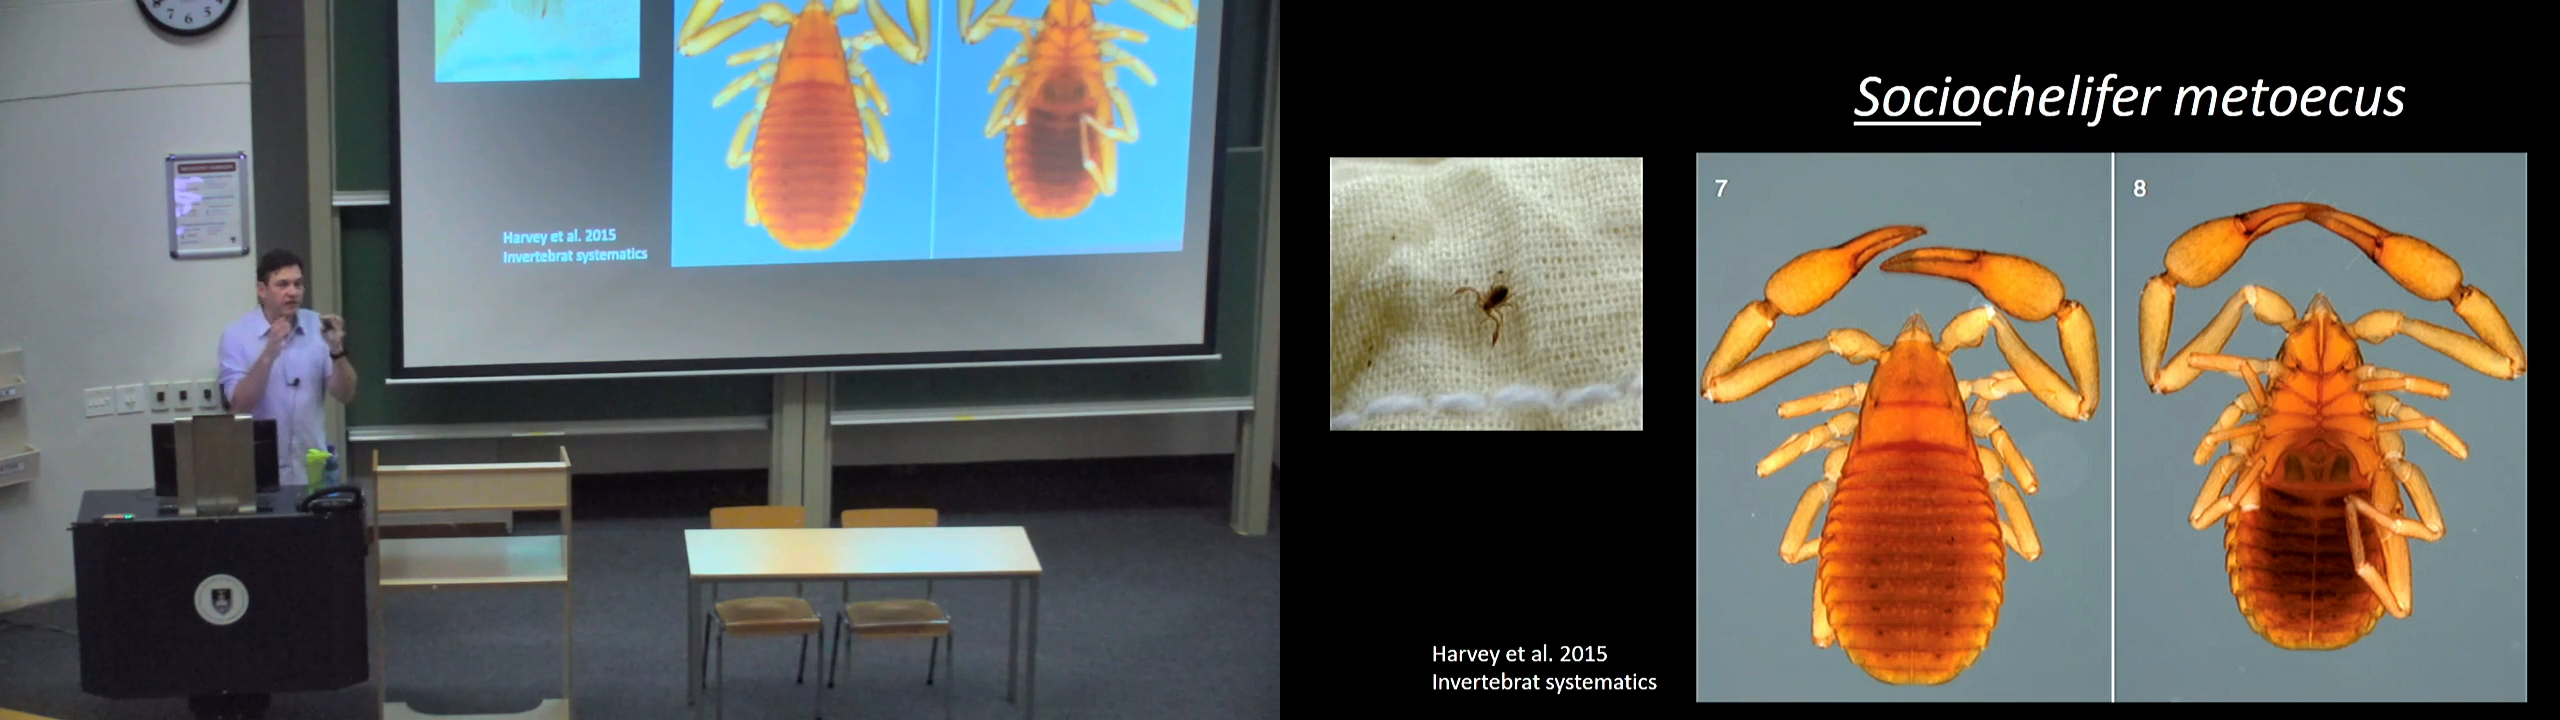 Harvey et al. 2015
Invertebrat systematics
Sociochelifer metoecus
7
8
Harvey et al. 2015
Invertebrat systematics